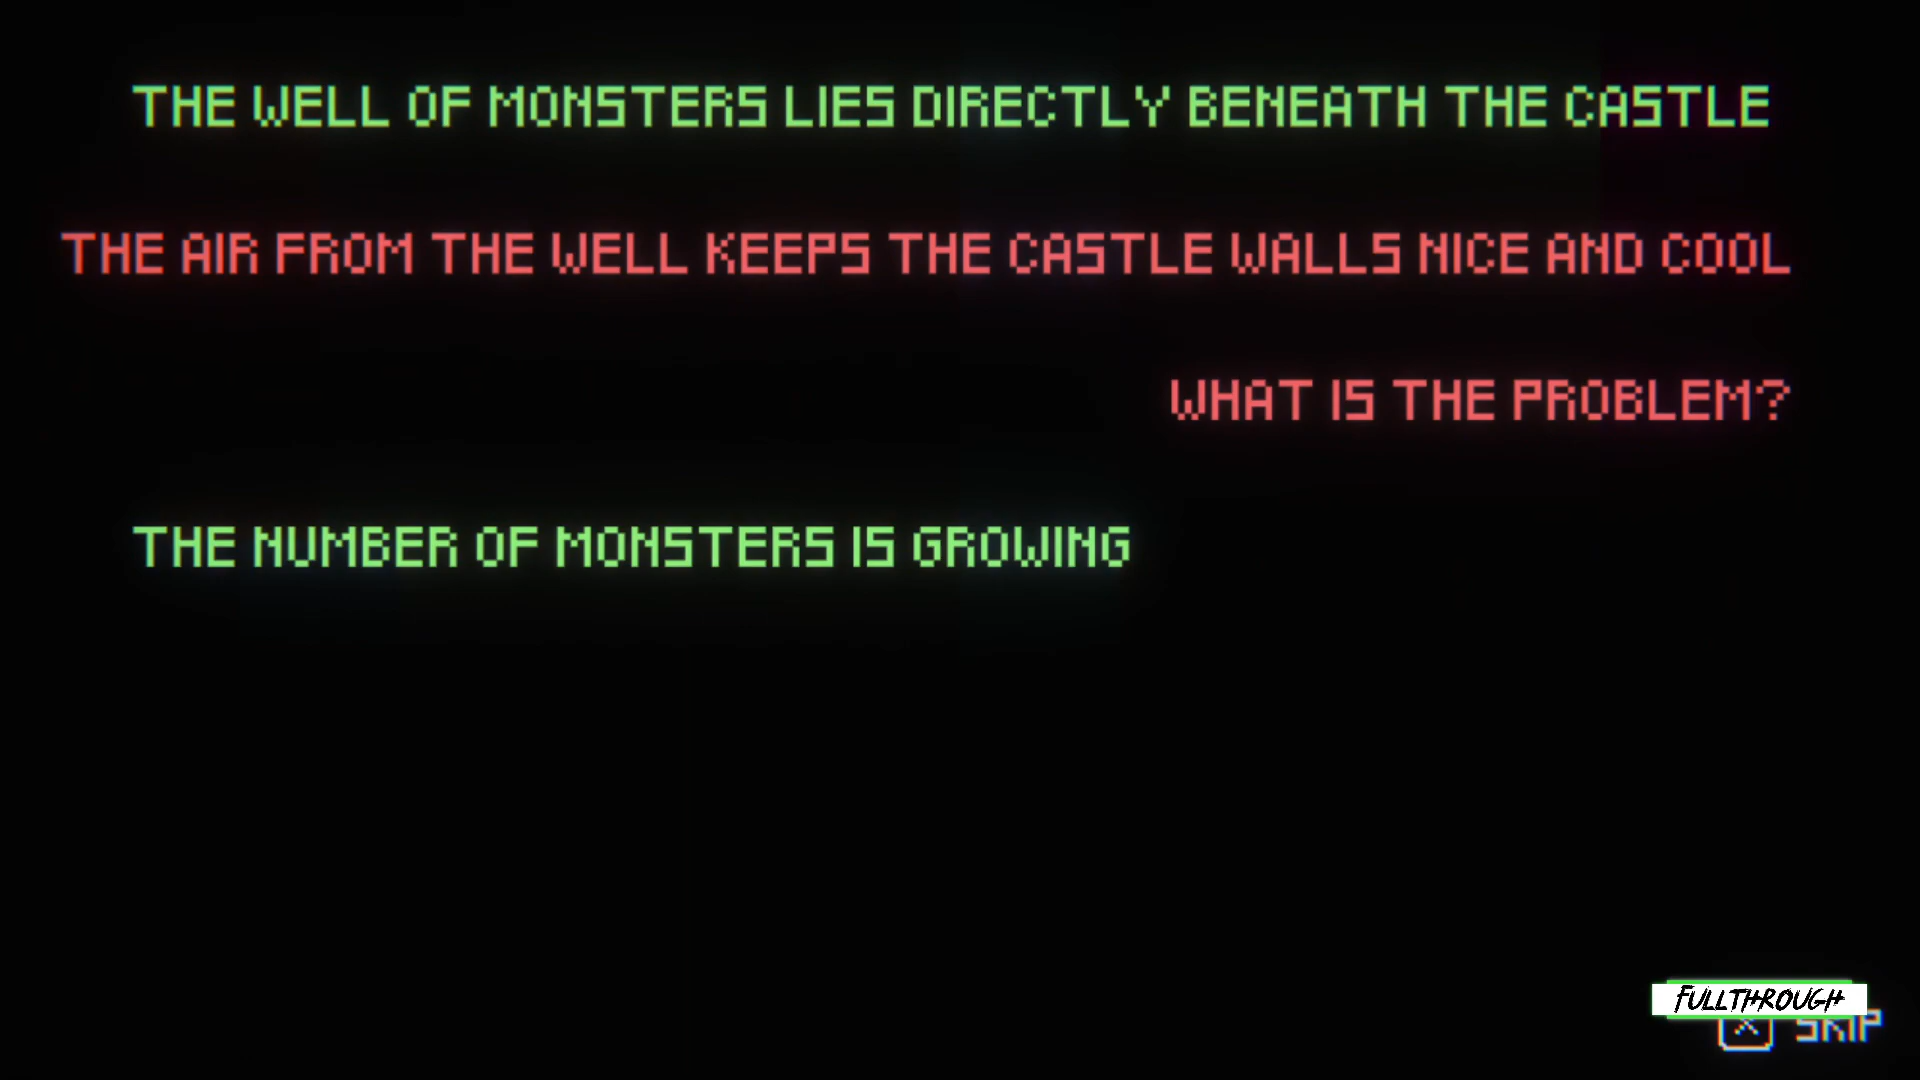 THE WELL OF MONSTERS LIES DIRECTLY BENEATH THE CASTLE
THE AIR FROM THE WELL KEEPS THE CASTLE WALLS NICE AND COOL
WHAT IS THE PROBLEM?
THE NUMBER OF MONSTERS IS GROWING
FULLTHROUGH
X SKIP